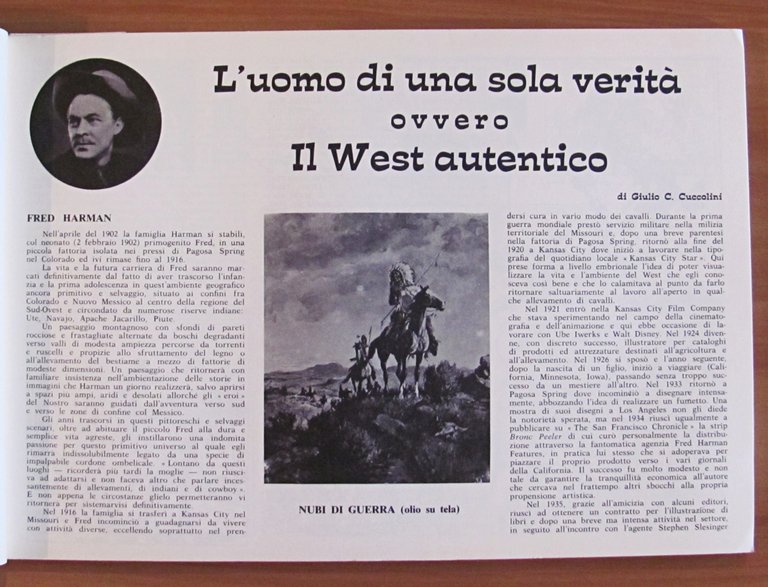 L'uomo di una sola verità
ovvero
Il West autentico
di Giulio C. Cuccolini
FRED HARMAN
Nell'aprile del 1902 la famiglia Harman si stabilì,
col neonato (2 febbraio 1902) primogenito Fred, in una
piccola fattoria isolata nei pressi di Pagosa Spring
nel Colorado ed ivi rimase fino al 1916.
La vita e la futura carriera di Fred saranno mar-
cati definitivamente dal fatto di aver trascorso l'infan-
zia e la prima adolescenza in quest'ambiente geografico
ancora primitivo e selvaggio, situato ai confini fra
Colorado e Nuovo Messico al centro della regione del
Sud-Ovest e circondato da numerose riserve indiane:
Ute, Navajo, Apache Jacarillo, Piute.
Un paesaggio montagnoso con sfondi di pareti
rocciose e frastagliate alternate da boschi degradanti
verso valli di modesta ampiezza percorse da torrenti
e ruscelli e propizie allo sfruttamento del legno o
all'allevamento del bestiame a mezzo di fattorie di
modeste dimensioni. Un paesaggio che ritornerà con
familiare insistenza nell'ambientazione delle storie in
immagini che Harman un giorno realizzerà, salvo aprirsi
a spazi più ampi, aridi e desolati allorché gli « eroi »
del Nostro saranno guidati dall'avventura verso sud
e verso le zone di confine col Messico.
Gli anni trascorsi in questi pittoreschi e selvaggi
scenari, oltre ad abituare il piccolo Fred alla dura e
semplice vita agreste, gli instillarono una indomita
passione per questo primitivo universo al quale egli
rimarrà indissolubilmente legato da una specie di
impalpabile cordone ombelicale. « Lontano da questi
luoghi — ricorderà più tardi la moglie — non riusci-
va ad adattarsi e non faceva altro che parlare inces-
santemente di allevamenti, di indiani e di cowboy ».
E non appena le circostanze glielo permetteranno vi
ritornerà per sistemarvisi definitivamente.
Nel 1916 la famiglia si trasferì a Kansas City nel
Missouri e Fred incominciò a guadagnarsi da vivere
con attività diverse, eccellendo soprattutto nel pren-
NUBI DI GUERRA (olio su tela)
dersi cura in vario modo dei cavalli. Durante la prima
guerra mondiale prestò servizio militare nella milizia
territoriale del Missouri e, dopo una breve parentesi
nella fattoria di Pagosa Spring, ritornò alla fine del
1920 a Kansas City dove iniziò a lavorare nella tipo-
grafia del quotidiano locale « Kansas City Star ». Qui
prese forma a livello embrionale l'idea di poter visua-
lizzare la vita e l'ambiente del West che egli cono-
sceva così bene e che lo calamitava al punto da farlo
ritornare saltuariamente al lavoro all'aperto in qual-
che allevamento di cavalli.
Nel 1921 entrò nella Kansas City Film Company
che stava sperimentando nel campo della cinemato-
grafia e dell'animazione e qui ebbe occasione di la-
vorare con Ube Iwerks e Walt Disney. Nel 1924 diven-
ne, con discreto successo, illustratore per cataloghi
di prodotti ed attrezzature destinati all'agricoltura e
all'allevamento. Nel 1926 si sposò e l'anno seguente,
dopo la nascita di un figlio, iniziò a viaggiare (Cali-
fornia, Minnesota, Iowa), passando senza troppo suc-
cesso da un mestiere all'altro. Nel 1933 ritornò a
Pagosa Spring dove incominciò a disegnare intensa-
mente, abbozzando l'idea di realizzare un fumetto. Una
mostra di suoi disegni a Los Angeles non gli diede
la notorietà sperata, ma nel 1934 riuscì ugualmente a
pubblicare su « The San Francisco Chronicle » la strip
Bronc Peeler di cui curò personalmente la distribu-
zione attraverso la fantomatica agenzia Fred Harman
Features, in pratica lui stesso che si adoperava per
piazzare il proprio prodotto verso i vari giornali
della California. Il successo fu molto modesto e non
tale da garantire la tranquillità economica all'autore
che cercava nel frattempo altri sbocchi alla propria
propensione artistica.
Nel 1935, grazie all'amicizia con alcuni editori,
riuscì ad ottenere un contratto per l'illustrazione di
libri e dopo una breve ma intensa attività nel settore,
in seguito all'incontro con l'agente Stephen Slesinger